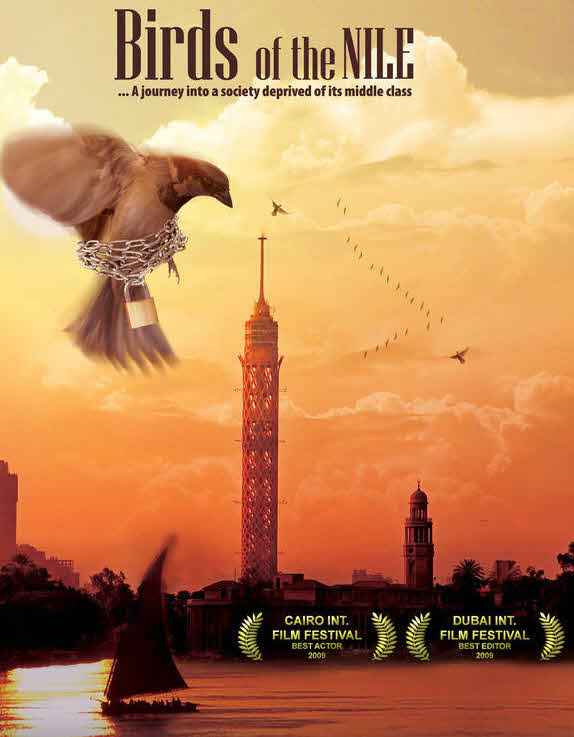 Birds of the NILE
... A journey into a society deprived of its middle class
CAIRO INT.
FILM FESTIVAL
BEST ACTOR
2009
DUBAI INT.
FILM FESTIVAL
BEST EDITOR
2009